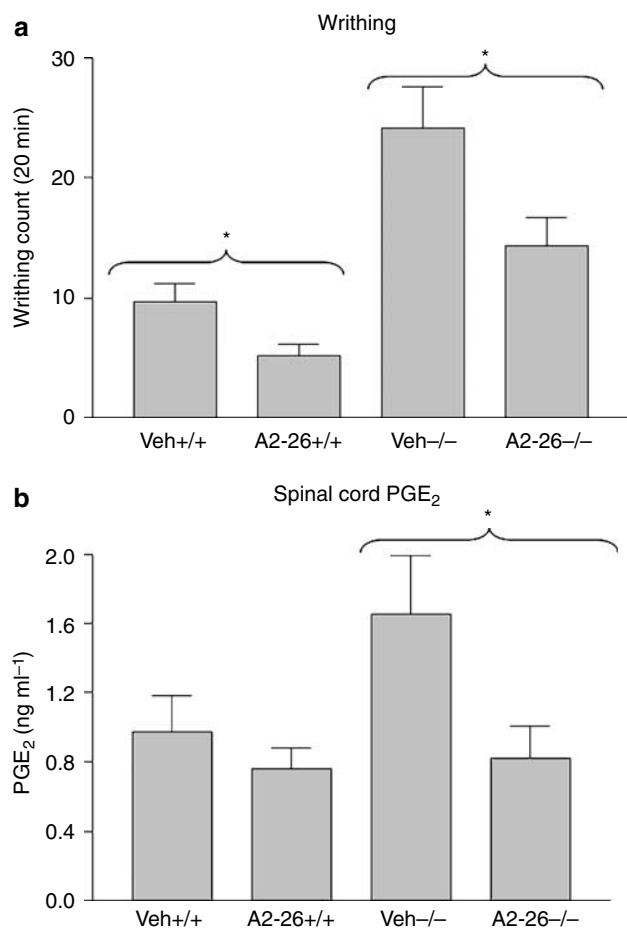 a
Writhing
Writhing count (20 min)
30
20
10
0
*
*
Veh+/+ A2-26+/+ Veh–/– A2-26–/–
b
Spinal cord PGE₂
PGE₂ (ng ml⁻¹)
2.0
1.6
1.2
0.8
0.4
0.0
*
Veh+/+ A2-26+/+ Veh–/– A2-26–/–